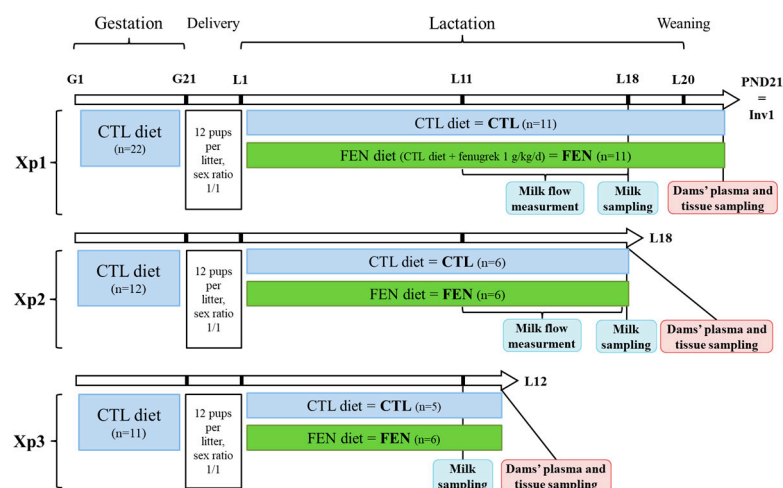 Gestation Delivery Lactation Weaning
G1 G21 L1 L11 L18 L20 PND21
=
Inv1
Xp1
CTL diet
(n=22)
12 pups
per
litter,
sex ratio
1/1
CTL diet = CTL (n=11)
FEN diet (CTL diet + fenugrek 1 g/kg/d) = FEN (n=11)
Milk flow
measurment
Milk
sampling
Dams' plasma and
tissue sampling
L18
Xp2
CTL diet
(n=12)
12 pups
per
litter,
sex ratio
1/1
CTL diet = CTL (n=6)
FEN diet = FEN (n=6)
Milk flow
measurment
Milk
sampling
Dams' plasma and
tissue sampling
L12
Xp3
CTL diet
(n=11)
12 pups
per
litter,
sex ratio
1/1
CTL diet = CTL (n=5)
FEN diet = FEN (n=6)
Milk
sampling
Dams' plasma and
tissue sampling